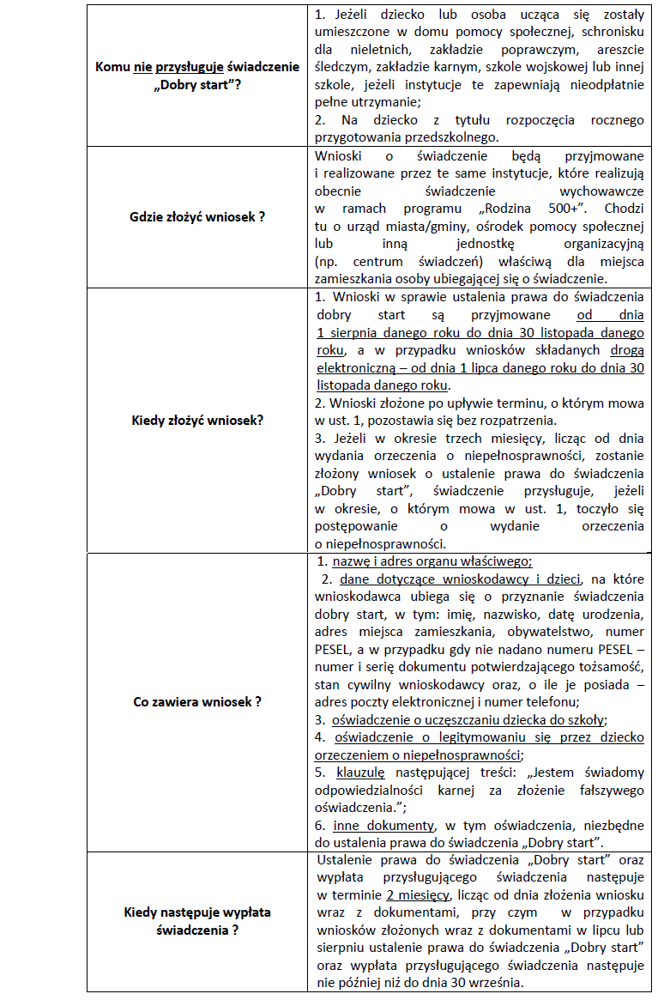 Komu nie przysługuje świadczenie
„Dobry start”?
1. Jeżeli dziecko lub osoba ucząca się zostały
umieszczone w domu pomocy społecznej, schronisku
dla nieletnich, zakładzie poprawczym, areszcie
śledczym, zakładzie karnym, szkole wojskowej lub innej
szkole, jeżeli instytucje te zapewniają nieodpłatnie
pełne utrzymanie;
2. Na dziecko z tytułu rozpoczęcia rocznego
przygotowania przedszkolnego.
Gdzie złożyć wniosek ?
Wnioski o świadczenie będą przyjmowane
i realizowane przez te same instytucje, które realizują
obecnie świadczenie wychowawcze
w ramach programu „Rodzina 500+”. Chodzi
tu o urząd miasta/gminy, ośrodek pomocy społecznej
lub inną jednostkę organizacyjną
(np. centrum świadczeń) właściwą dla miejsca
zamieszkania osoby ubiegającej się o świadczenie.
Kiedy złożyć wniosek?
1. Wnioski w sprawie ustalenia prawa do świadczenia
dobry start są przyjmowane od dnia
1 sierpnia danego roku do dnia 30 listopada danego
roku, a w przypadku wniosków składanych drogą
elektroniczną – od dnia 1 lipca danego roku do dnia 30
listopada danego roku.
2. Wnioski złożone po upływie terminu, o którym mowa
w ust. 1, pozostawia się bez rozpatrzenia.
3. Jeżeli w okresie trzech miesięcy, licząc od dnia
wydania orzeczenia o niepełnosprawności, zostanie
złożony wniosek o ustalenie prawa do świadczenia
„Dobry start”, świadczenie przysługuje, jeżeli
w okresie, o którym mowa w ust. 1, toczyło się
postępowanie o wydanie orzeczenia
o niepełnosprawności.
Co zawiera wniosek ?
1. nazwę i adres organu właściwego;
2. dane dotyczące wnioskodawcy i dzieci, na które
wnioskodawca ubiega się o przyznanie świadczenia
dobry start, w tym: imię, nazwisko, datę urodzenia,
adres miejsca zamieszkania, obywatelstwo, numer
PESEL, a w przypadku gdy nie nadano numeru PESEL –
numer i serię dokumentu potwierdzającego tożsamość,
stan cywilny wnioskodawcy oraz, o ile je posiada –
adres poczty elektronicznej i numer telefonu;
3. oświadczenie o uczęszczaniu dziecka do szkoły;
4. oświadczenie o legitymowaniu się przez dziecko
orzeczeniem o niepełnosprawności;
5. klauzulę następującej treści: „Jestem świadomy
odpowiedzialności karnej za złożenie fałszywego
oświadczenia.”;
6. inne dokumenty, w tym oświadczenia, niezbędne
do ustalenia prawa do świadczenia „Dobry start”.
Kiedy następuje wypłata
świadczenia ?
Ustalenie prawa do świadczenia „Dobry start” oraz
wypłata przysługującego świadczenia następuje
w terminie 2 miesięcy, licząc od dnia złożenia wniosku
wraz z dokumentami, przy czym w przypadku
wniosków złożonych wraz z dokumentami w lipcu lub
sierpniu ustalenie prawa do świadczenia „Dobry start”
oraz wypłata przysługującego świadczenia następuje
nie później niż do dnia 30 września.